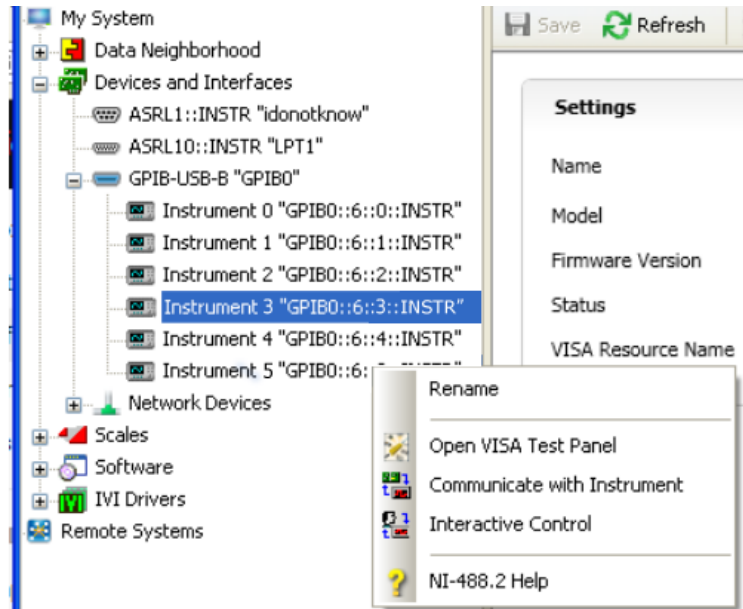 My System
Data Neighborhood
Devices and Interfaces
ASRL1::INSTR "idonotknow"
ASRL10::INSTR "LPT1"
GPIB-USB-B "GPIB0"
Instrument 0 "GPIB0::6::0::INSTR"
Instrument 1 "GPIB0::6::1::INSTR"
Instrument 2 "GPIB0::6::2::INSTR"
Instrument 3 "GPIB0::6::3::INSTR"
Instrument 4 "GPIB0::6::4::INSTR"
Instrument 5 "GPIB0::6:
Network Devices
Scales
Software
IVI Drivers
Remote Systems
Save Refresh
Settings
Name
Model
Firmware Version
Status
VISA Resource Name
Rename
Open VISA Test Panel
Communicate with Instrument
Interactive Control
NI-488.2 Help